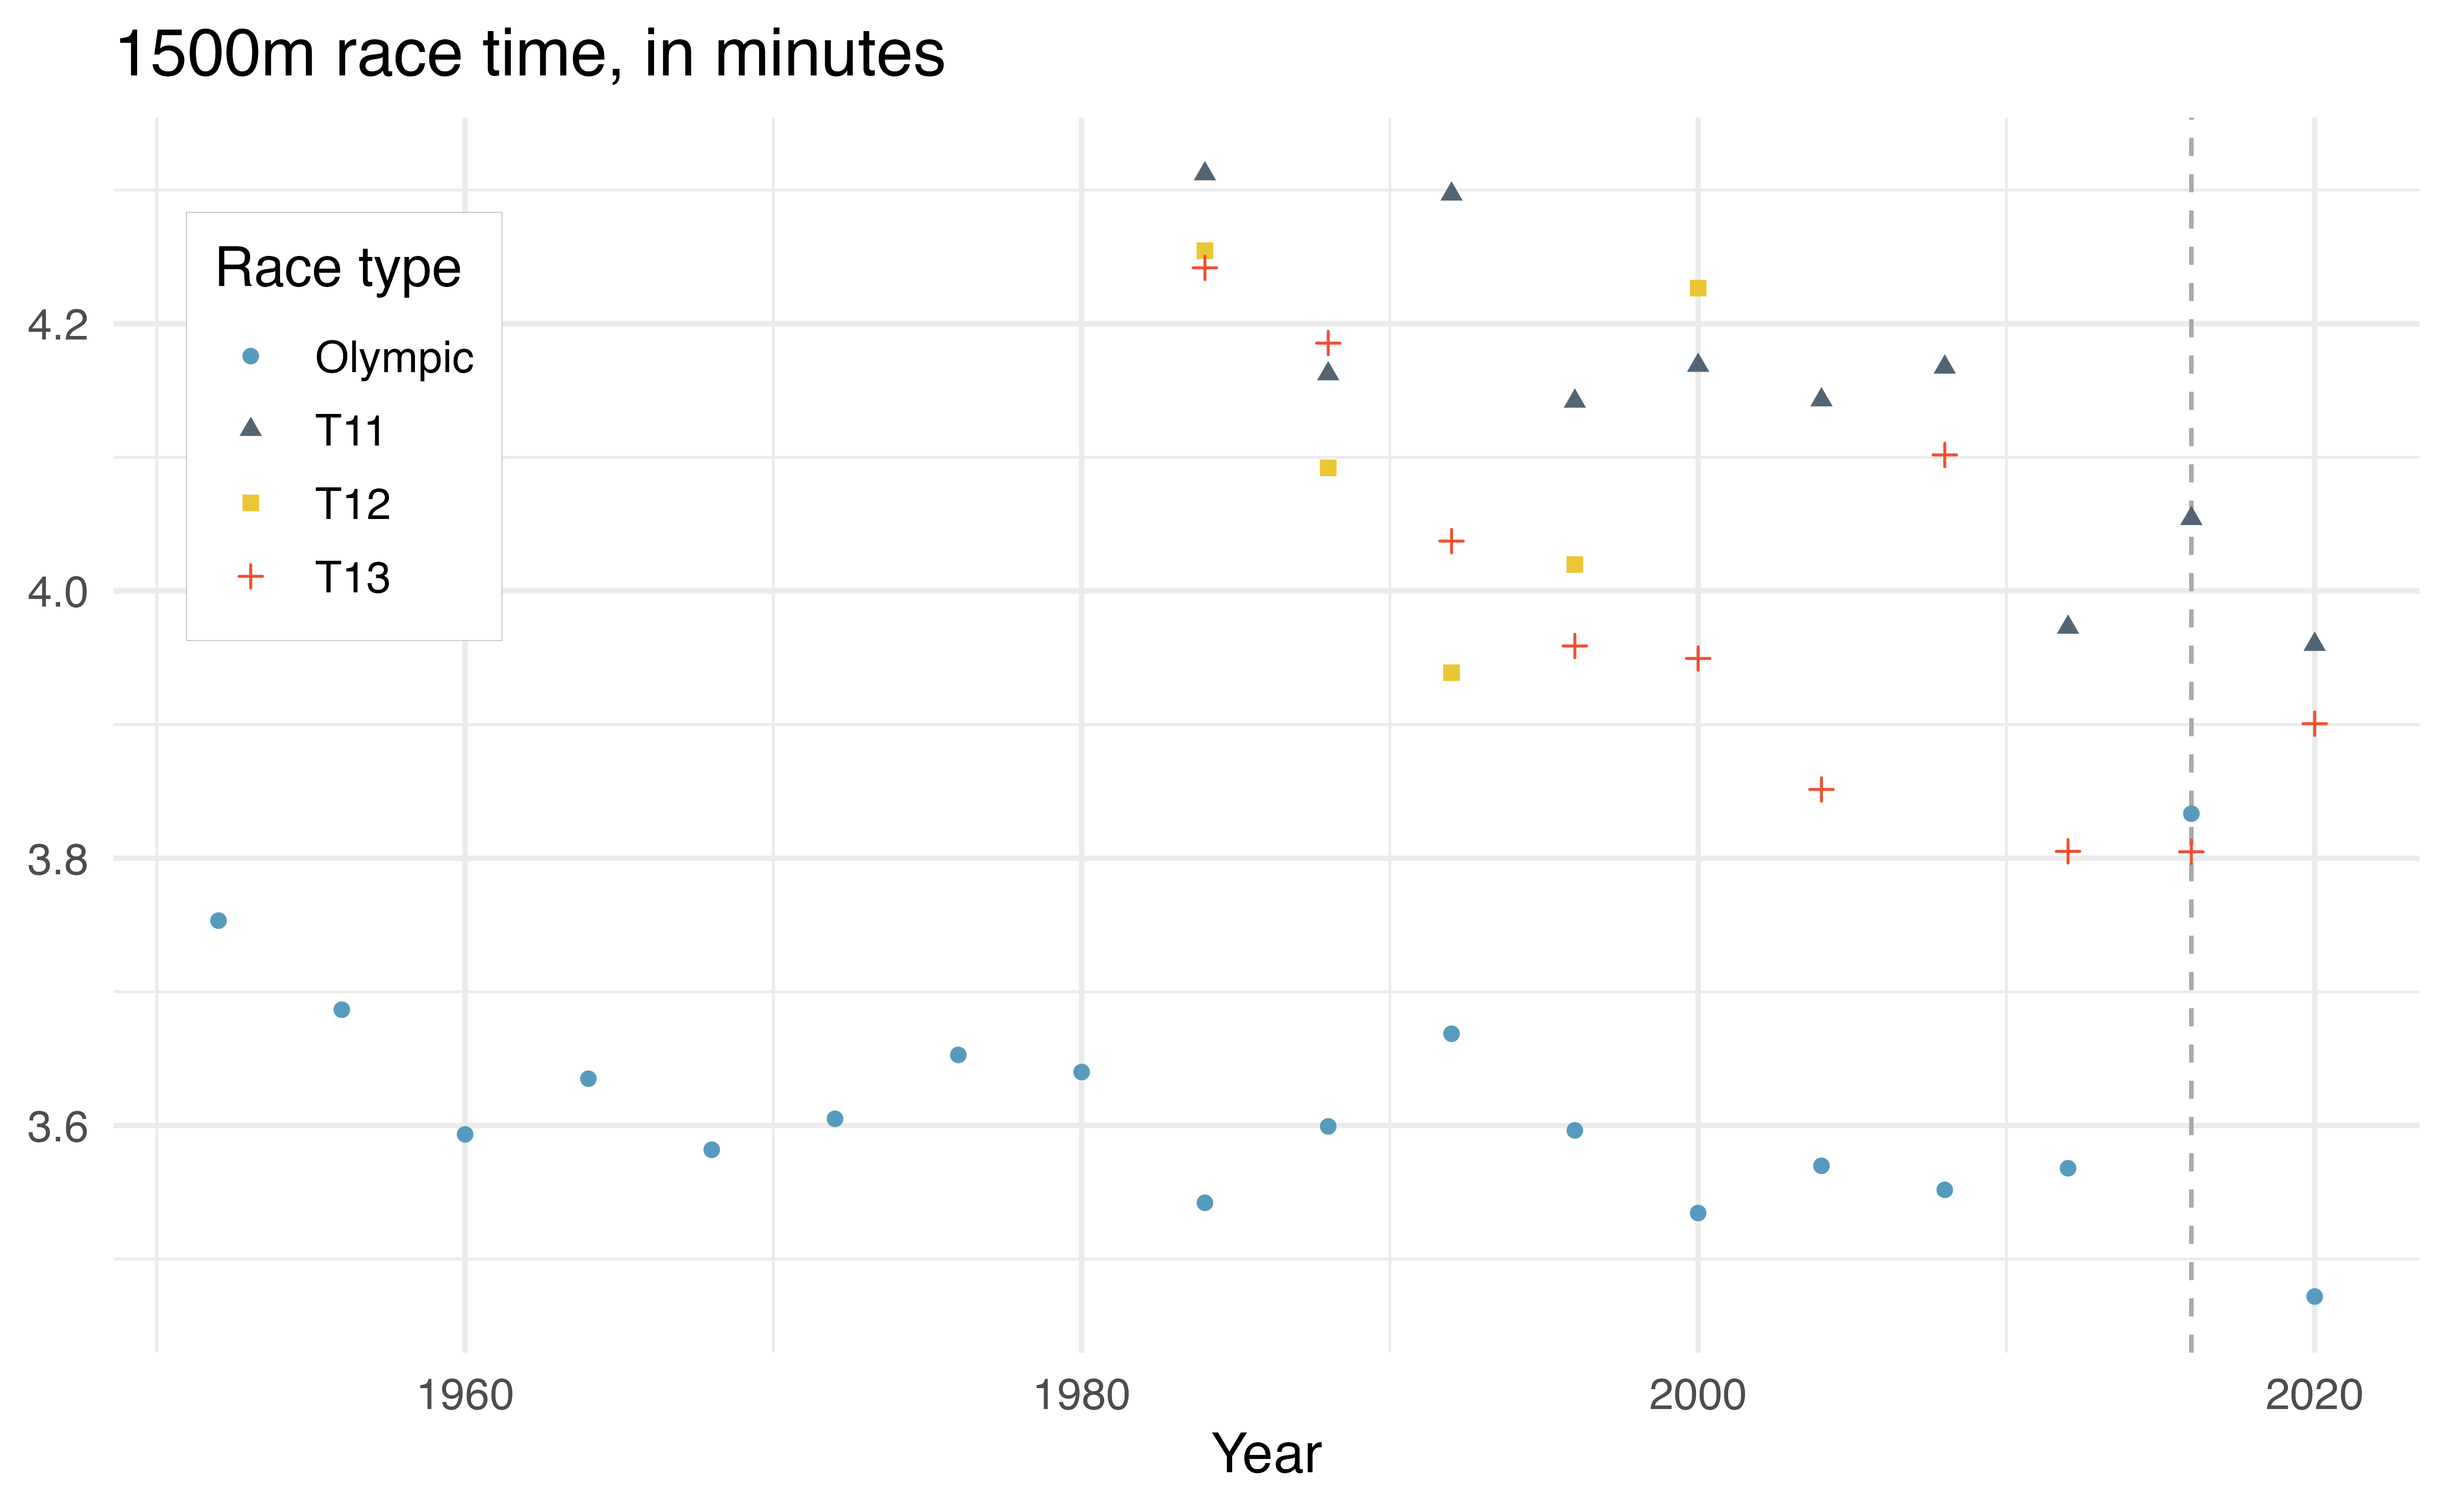 1500m race time, in minutes
Race type
Olympic
T11
T12
T13
4.2
4.0
3.8
3.6
1960 1980 2000 2020
Year